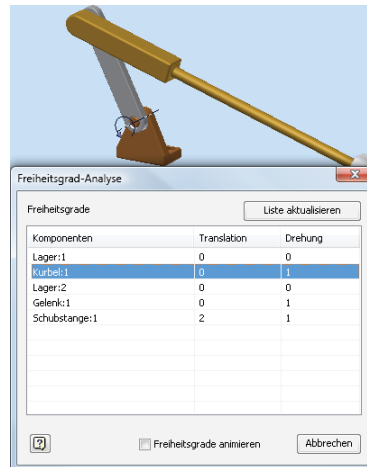 Freiheitsgrad-Analyse
Freiheitsgrade
Liste aktualisieren
Komponenten Translation Drehung
Lager:1 0 0
Kurbel:1 0 1
Lager:2 0 0
Gelenk:1 0 1
Schubstange:1 2 1
Freiheitsgrade animieren
Abbrechen